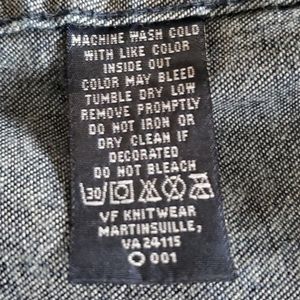 MACHINE WASH COLD
WITH LIKE COLOR
INSIDE OUT
COLOR MAY BLEED
TUMBLE DRY LOW
REMOVE PROMPTLY
DO NOT IRON OR
DRY CLEAN IF
DECORATED
DO NOT BLEACH
30
VF KNITWEAR
MARTINSUILLE,
VA 24115
001